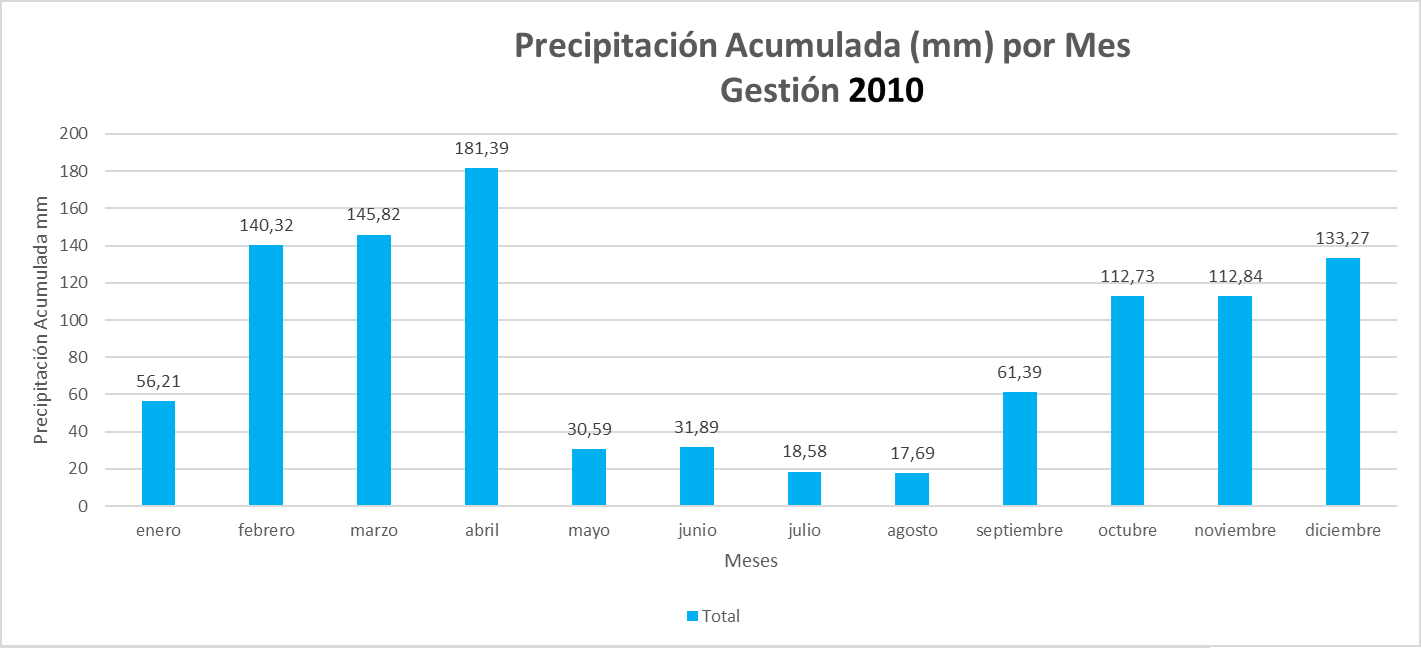 Precipitación Acumulada (mm) por Mes
Gestión 2010
Precipitación Acumulada mm
200
180
160
140
120
100
80
60
40
20
0
56,21
140,32
145,82
181,39
30,59
31,89
18,58
17,69
61,39
112,73
112,84
133,27
enero
febrero
marzo
abril
mayo
junio
julio
agosto
septiembre
octubre
noviembre
diciembre
Meses
Total